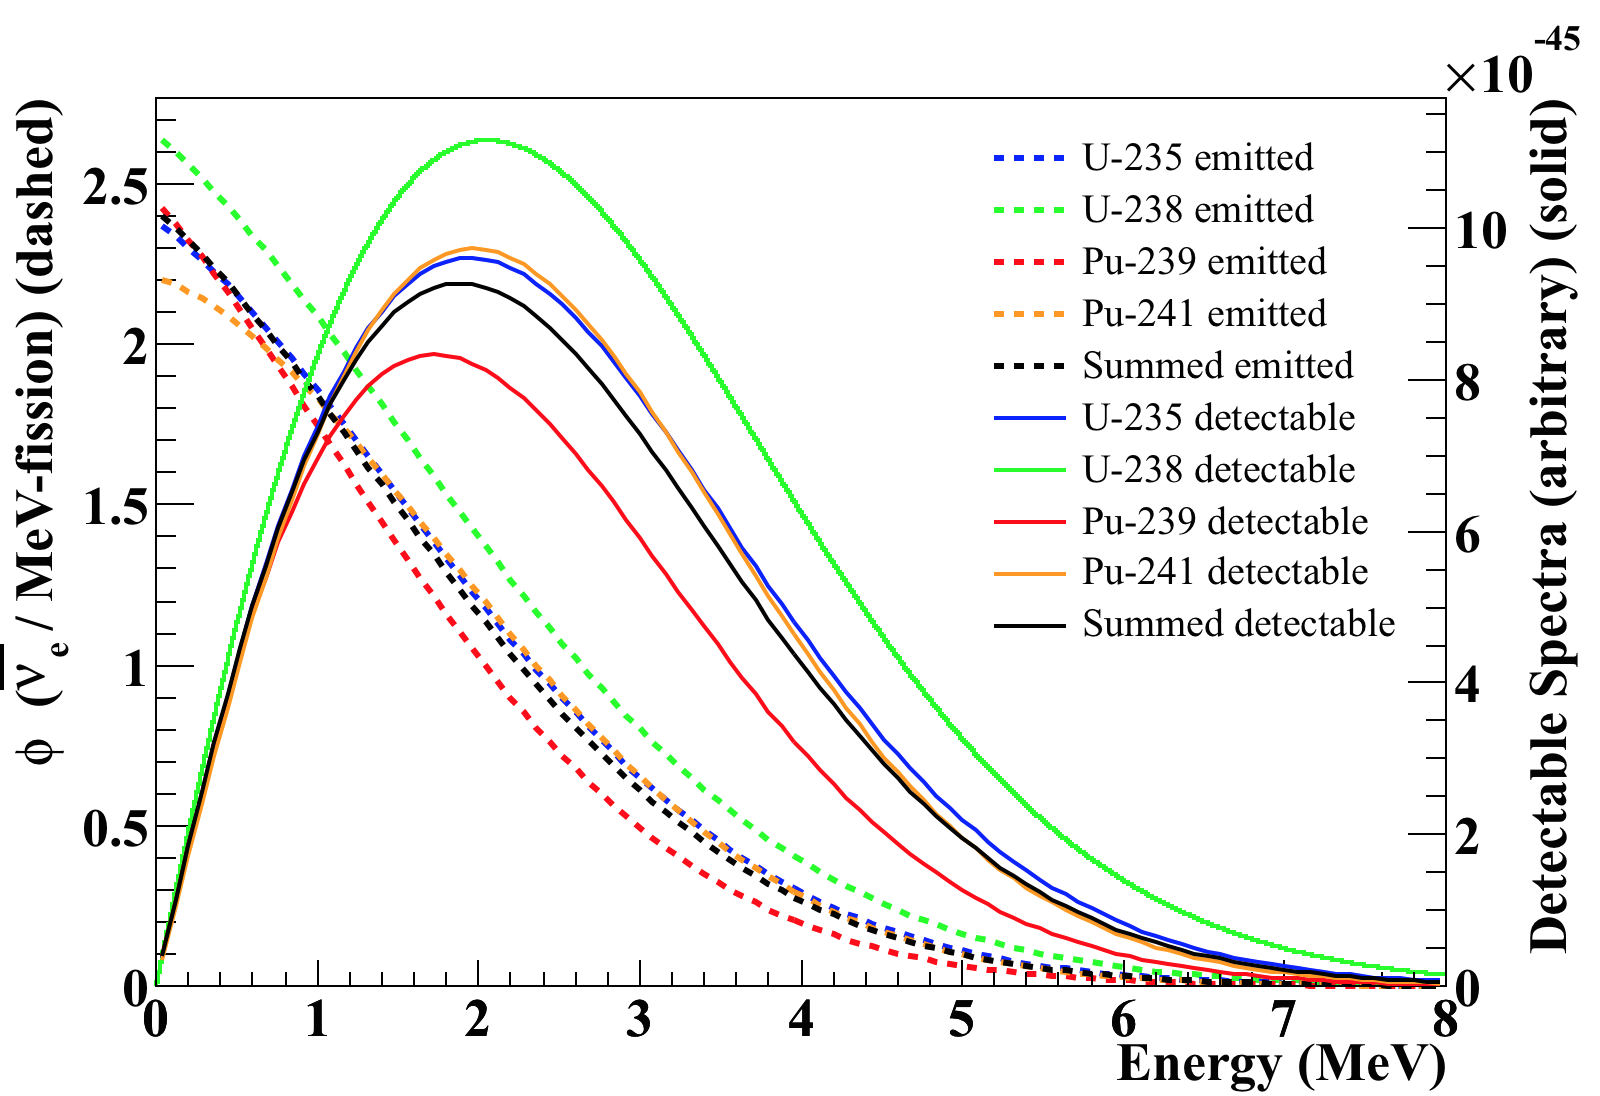 ×10
-45
ϕ (ν̅e / MeV-fission) (dashed)
2.5
2
1.5
1
0.5
0
U-235 emitted
U-238 emitted
Pu-239 emitted
Pu-241 emitted
Summed emitted
U-235 detectable
U-238 detectable
Pu-239 detectable
Pu-241 detectable
Summed detectable
10
8
6
4
2
0
Detectable Spectra (arbitrary) (solid)
0 1 2 3 4 5 6 7 8
Energy (MeV)